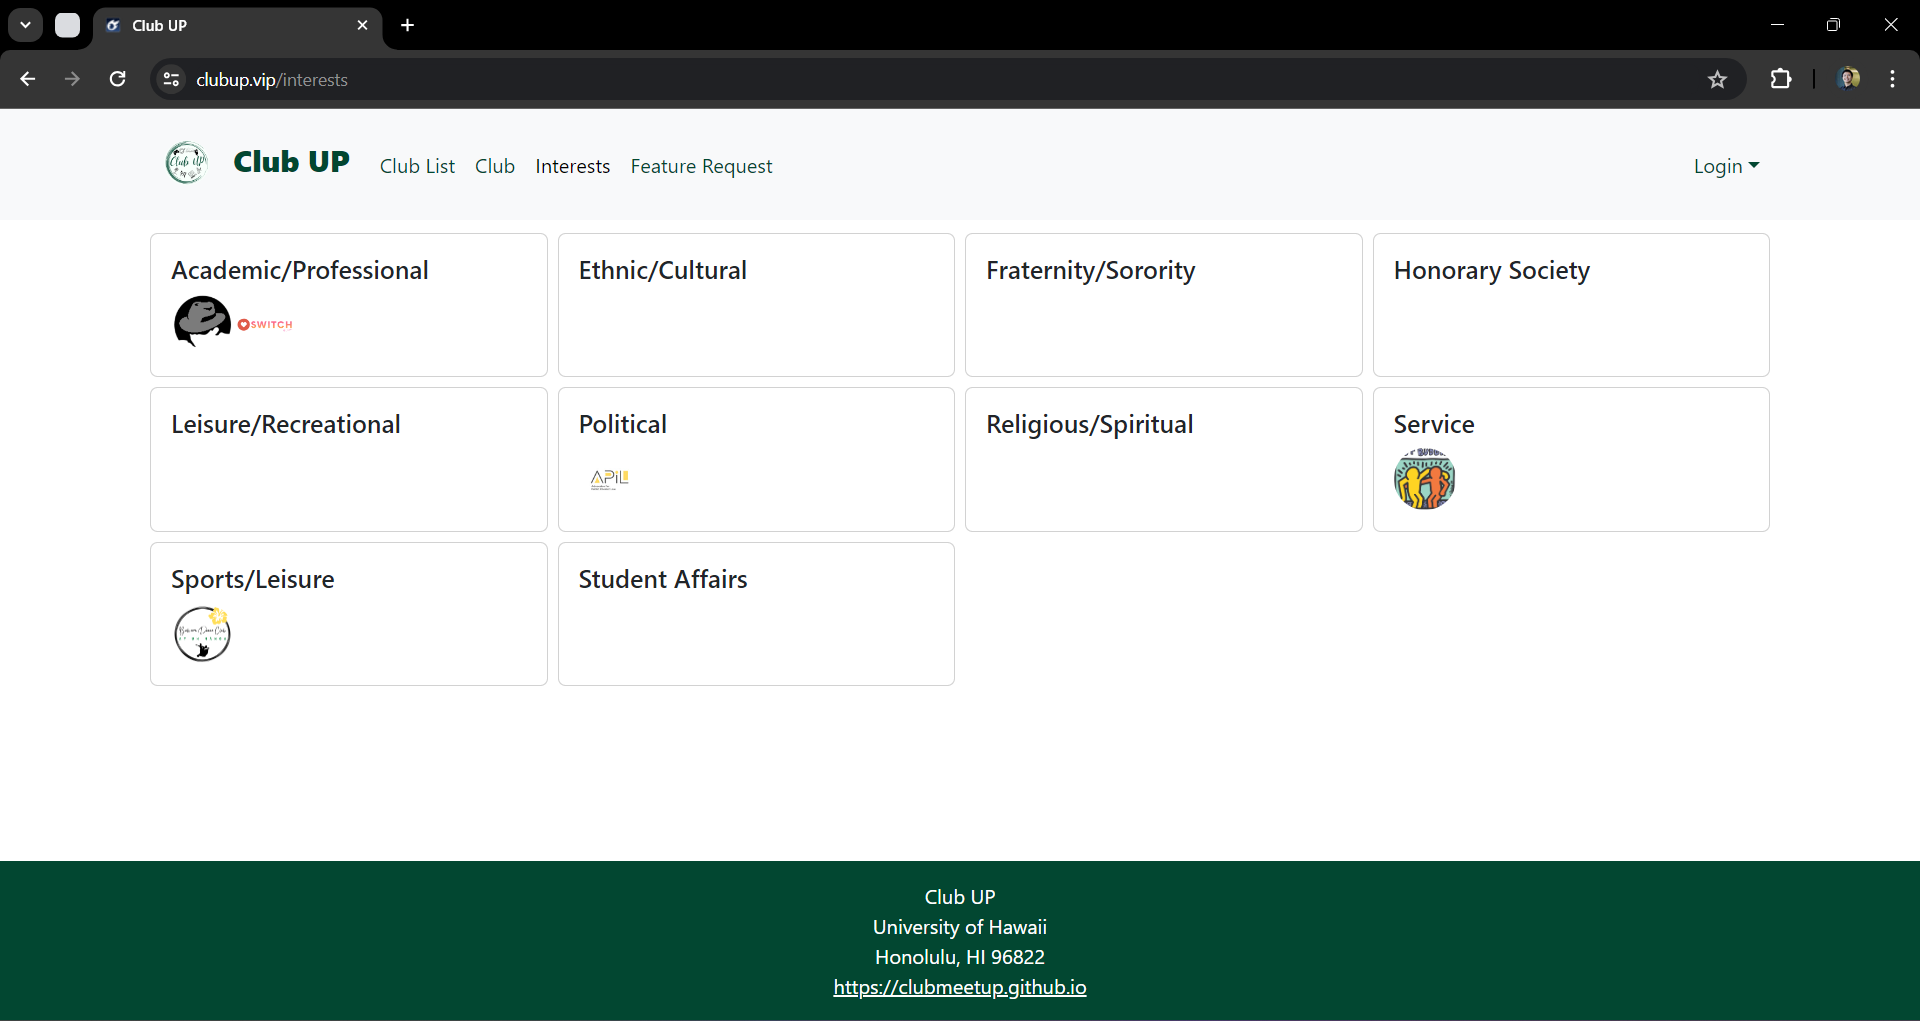 Club UP
clubup.vip/interests
Club UP
Club UP
Club List
Club
Interests
Feature Request
Login
Academic/Professional
SWITCH
Ethnic/Cultural
Fraternity/Sorority
Honorary Society
Leisure/Recreational
Political
APiL
Religious/Spiritual
Service
Sports/Leisure
Student Affairs
Club UP
University of Hawaii
Honolulu, HI 96822
https://clubmeetup.github.io